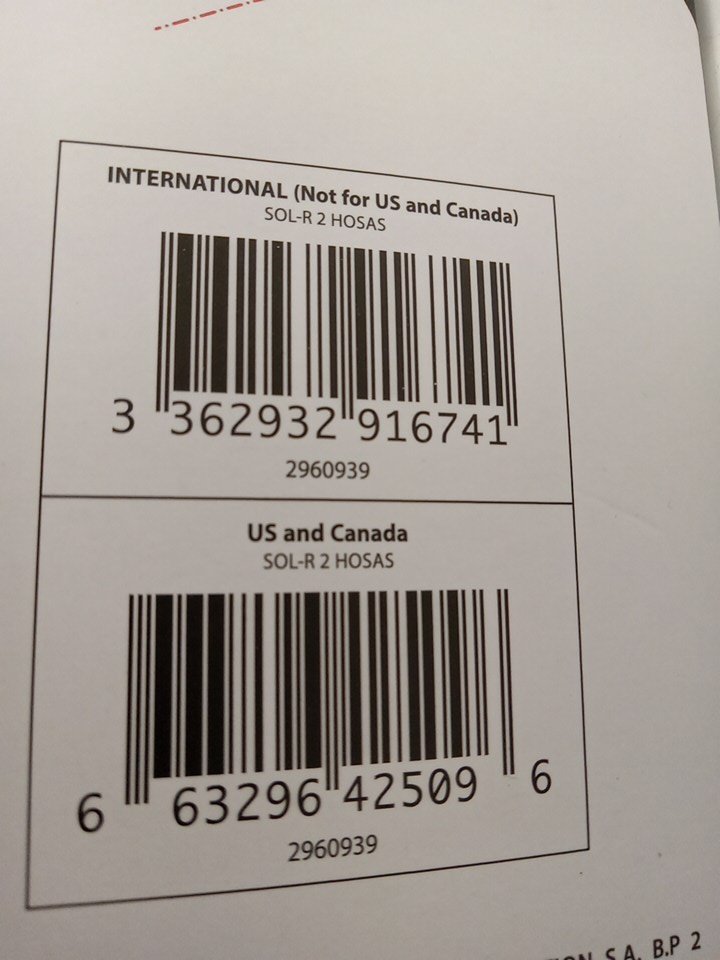 INTERNATIONAL (Not for US and Canada)
SOL-R 2 HOSAS
3 362932 916741
2960939
US and Canada
SOL-R 2 HOSAS
6 63296 42509 6
2960939
S.A. B.P 2